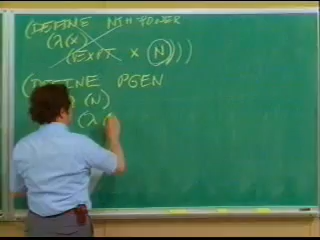 (DEFINE NTH POWER
(λ(X)
(EXPT X N))))
(DEFINE PGEN
(N)
(λ (